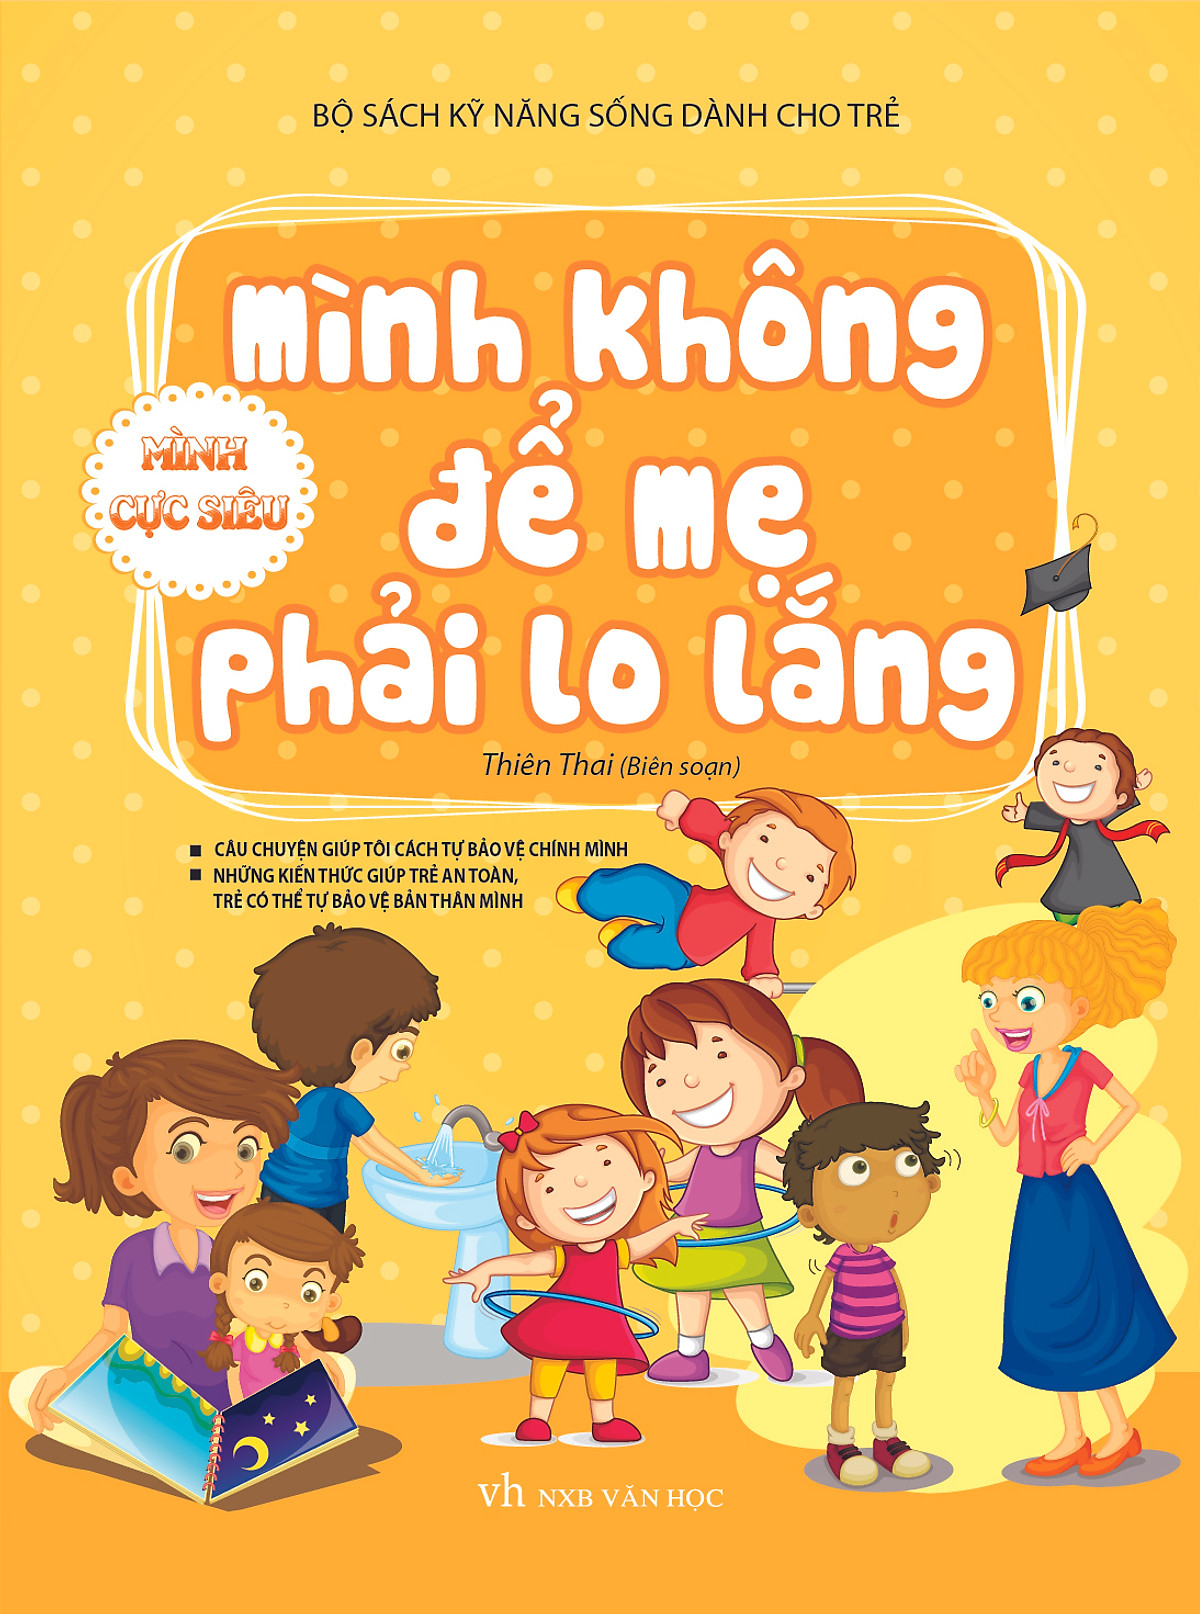 BỘ SÁCH KỸ NĂNG SỐNG DÀNH CHO TRẺ
mình không
để mẹ
phải lo lắng
MÌNH
CỰC SIÊU
Thiên Thai (Biên soạn)
■ CÂU CHUYỆN GIÚP TÔI CÁCH TỰ BẢO VỆ CHÍNH MÌNH
■ NHỮNG KIẾN THỨC GIÚP TRẺ AN TOÀN,
TRẺ CÓ THỂ TỰ BẢO VỆ BẢN THÂN MÌNH
vh NXB VĂN HỌC